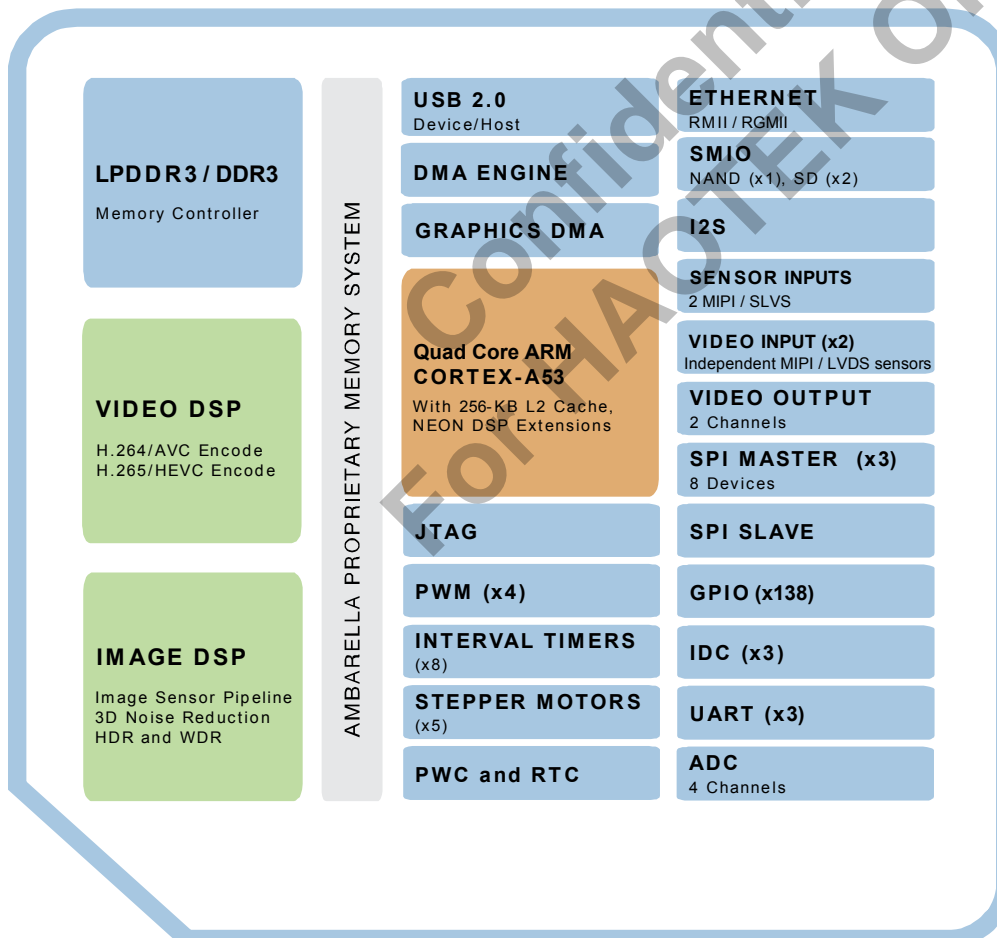 LPDDR3 / DDR3
Memory Controller
VIDEO DSP
H.264/AVC Encode
H.265/HEVC Encode
IMAGE DSP
Image Sensor Pipeline
3D Noise Reduction
HDR and WDR
AMBARELLA PROPRIETARY MEMORY SYSTEM
USB 2.0
Device/Host
DMA ENGINE
GRAPHICS DMA
Quad Core ARM
CORTEX-A53
With 256-KB L2 Cache,
NEON DSP Extensions
JTAG
PWM (x4)
INTERVAL TIMERS
(x8)
STEPPER MOTORS
(x5)
PWC and RTC
ETHERNET
RMII / RGMII
SMIO
NAND (x1), SD (x2)
I2S
SENSOR INPUTS
2 MIPI / SLVS
VIDEO INPUT (x2)
Independent MIPI / LVDS sensors
VIDEO OUTPUT
2 Channels
SPI MASTER (x3)
8 Devices
SPI SLAVE
GPIO (x138)
IDC (x3)
UART (x3)
ADC
4 Channels
For HAOTEK